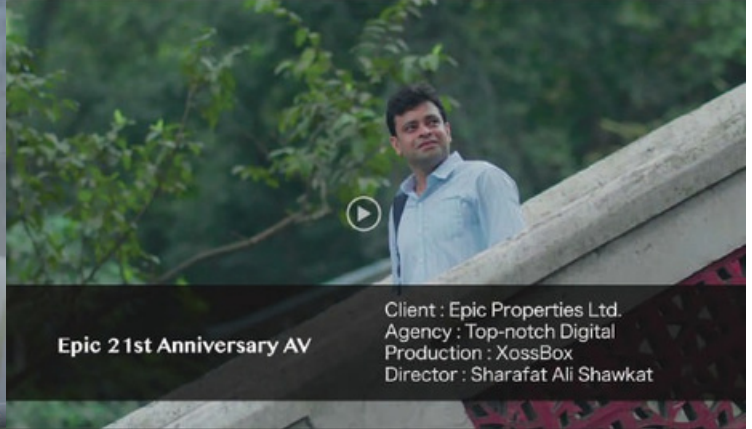 Epic 21st Anniversary AV
Client : Epic Properties Ltd.
Agency : Top-notch Digital
Production : XossBox
Director : Sharafat Ali Shawkat